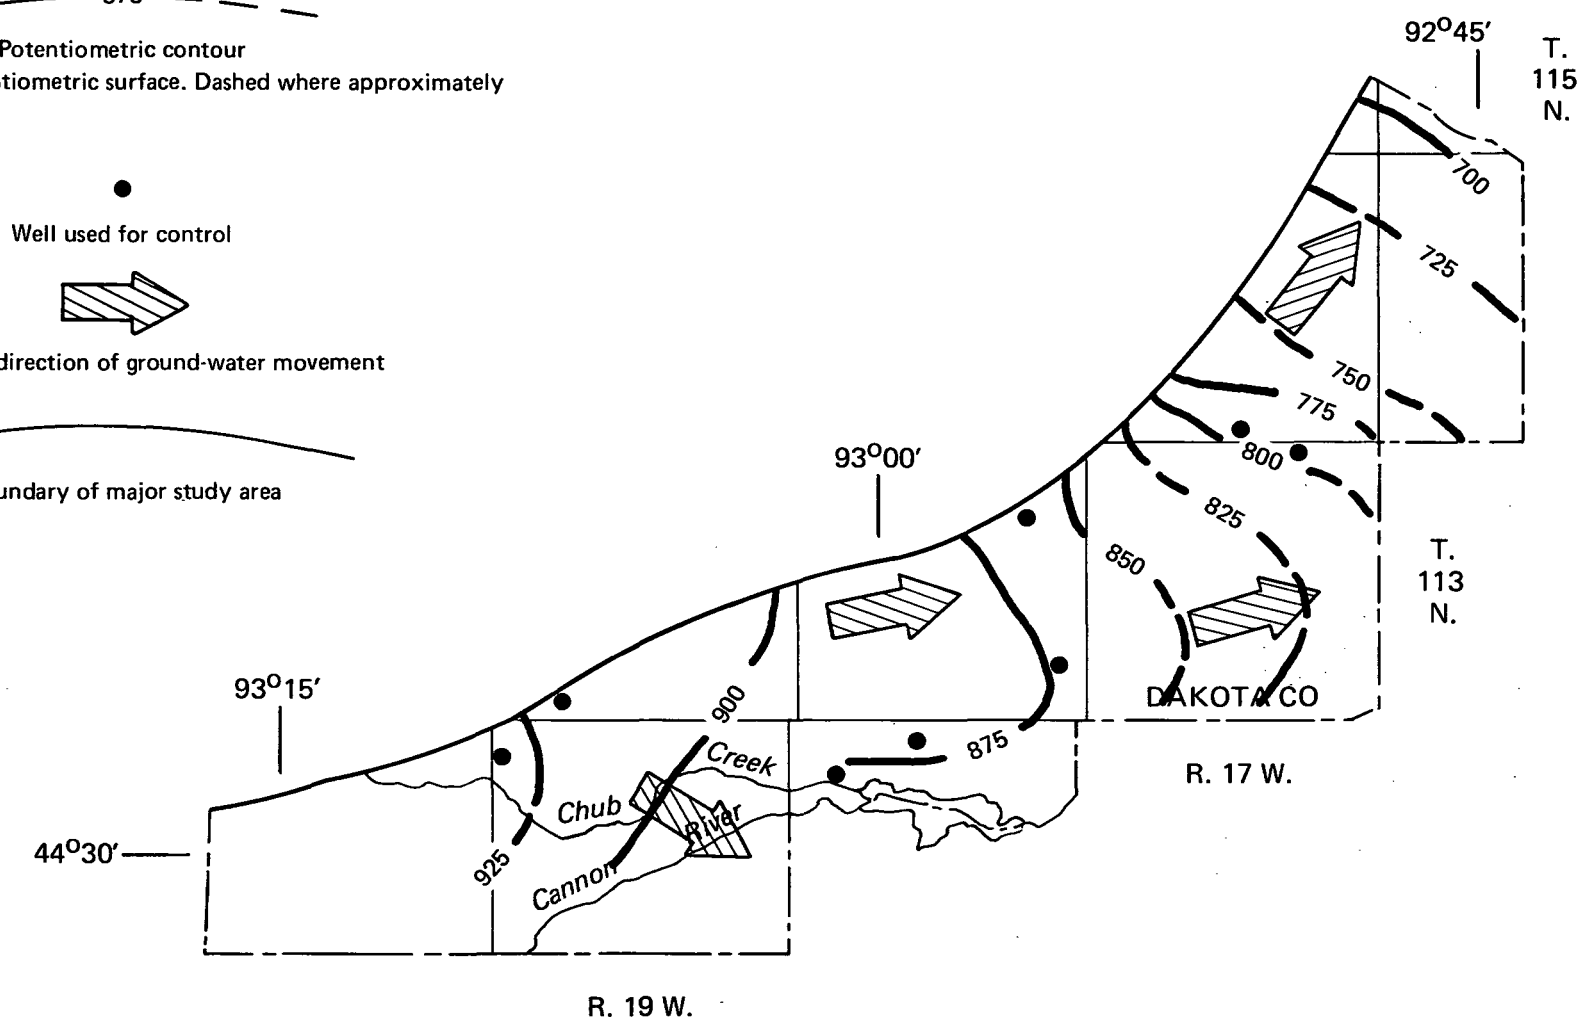 Potentiometric contour
tiometric surface. Dashed where approximately
Well used for control
direction of ground-water movement
undary of major study area
92°45′
T.
115
N.
700
725
750
775
800
93°00′
825
850
T.
113
N.
93°15′
900
DAKOTA CO
875
Creek
R. 17 W.
Chub
River
44°30′
925
Cannon
R. 19 W.